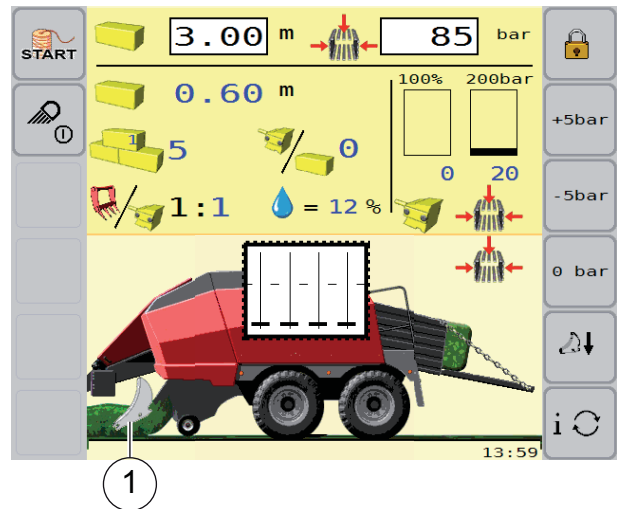 START
3.00 m
85 bar
0.60 m
100% 200bar
1
5
0
0 20
1:1
= 12 %
+5bar
-5bar
0 bar
i
13:59
1